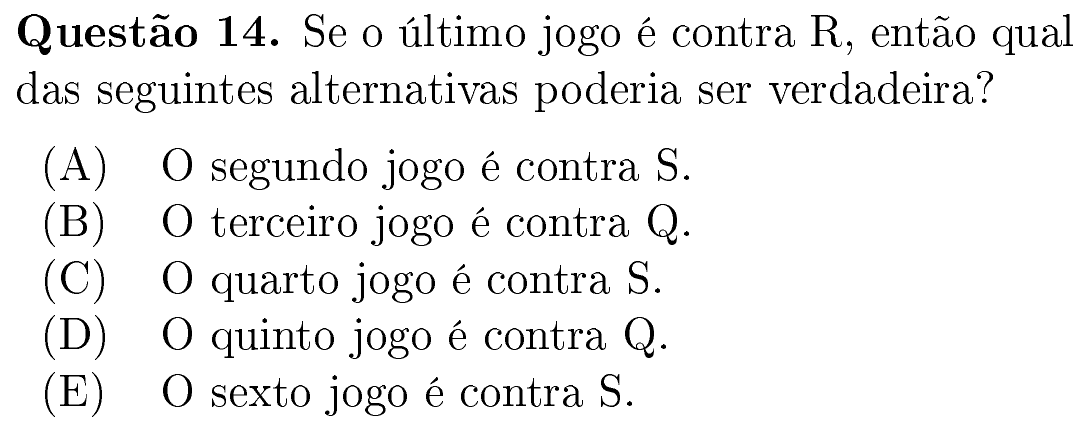 Questão 14. Se o último jogo é contra R, então qual
das seguintes alternativas poderia ser verdadeira?
(A) O segundo jogo é contra S.
(B) O terceiro jogo é contra Q.
(C) O quarto jogo é contra S.
(D) O quinto jogo é contra Q.
(E) O sexto jogo é contra S.